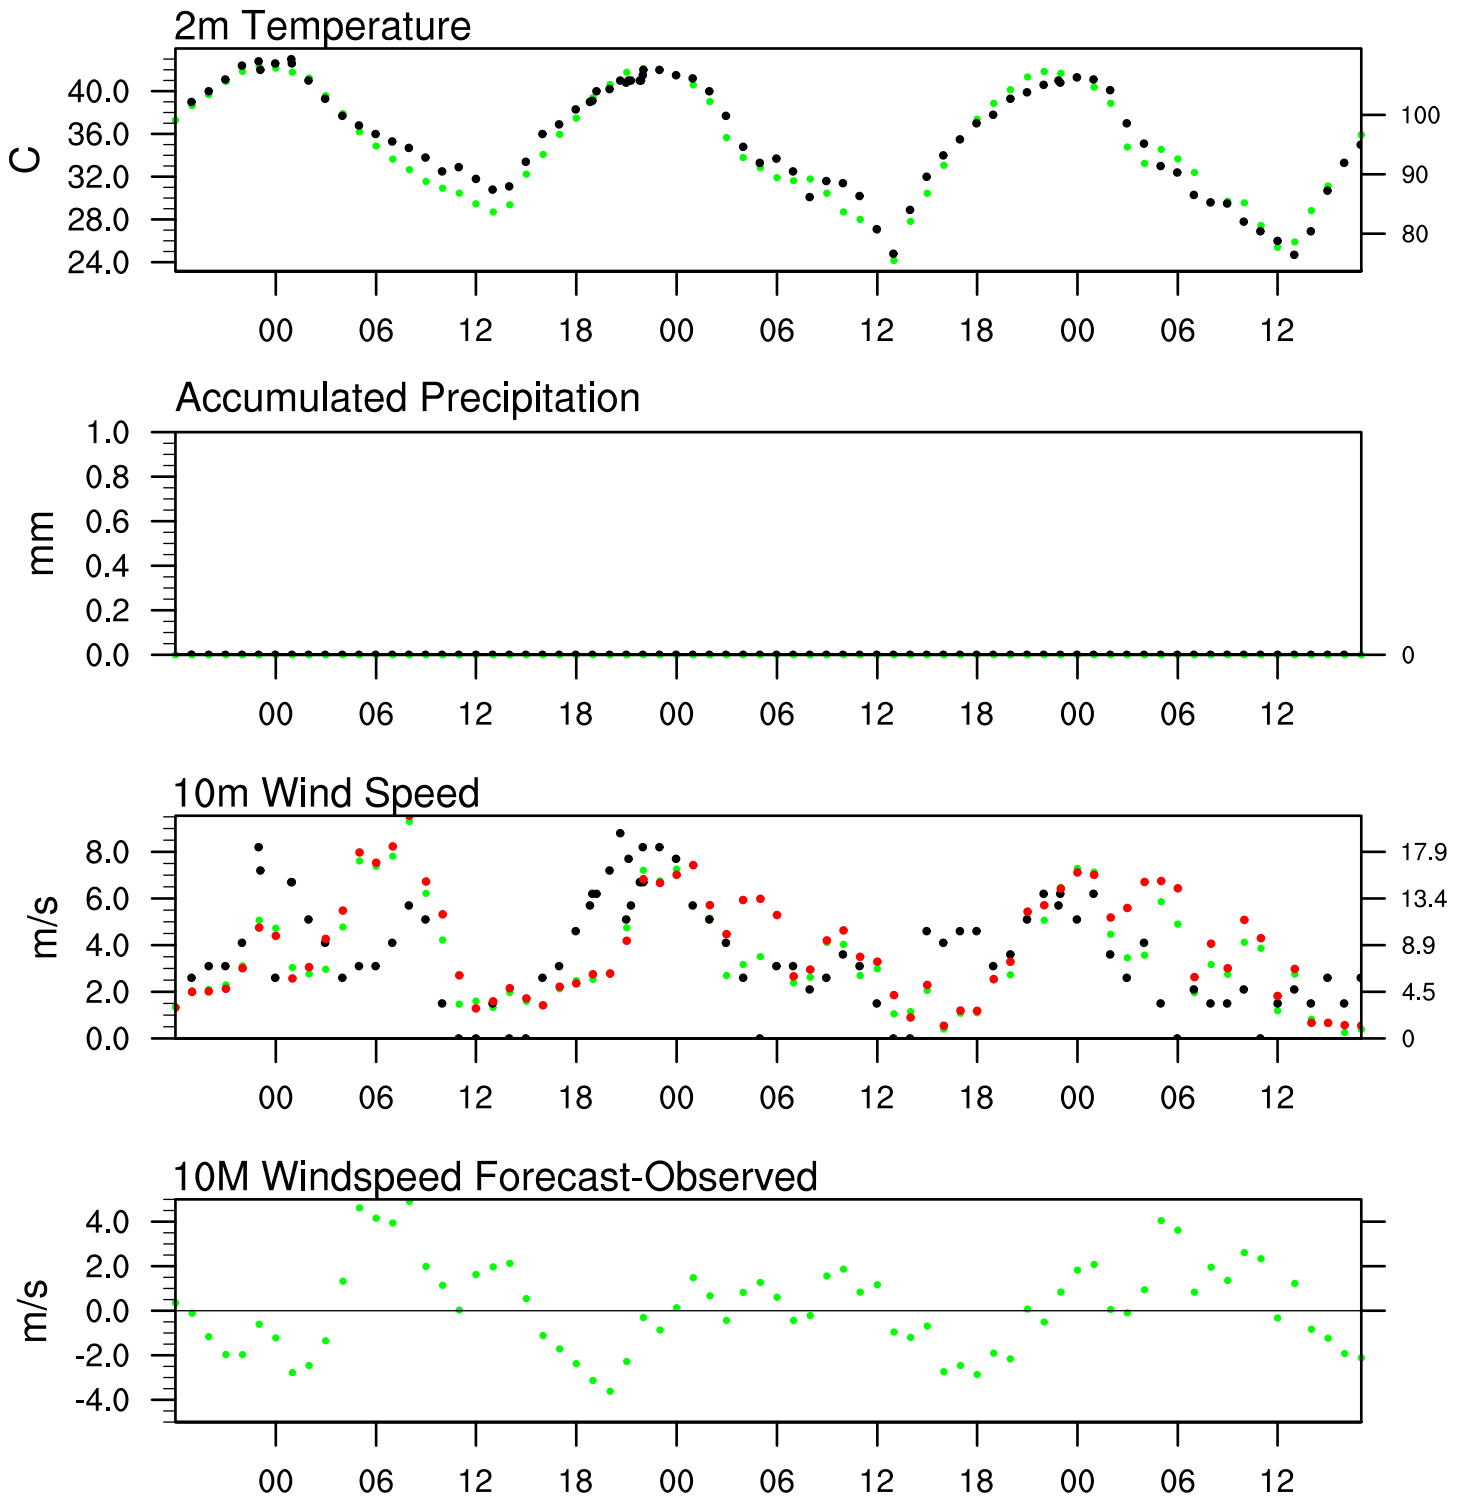 2m Temperature
C
40.0
36.0
32.0
28.0
24.0
100
90
80
00 06 12 18 00 06 12 18 00 06 12
Accumulated Precipitation
mm
1.0
0.8
0.6
0.4
0.2
0.0
0
00 06 12 18 00 06 12 18 00 06 12
10m Wind Speed
m/s
8.0
6.0
4.0
2.0
0.0
17.9
13.4
8.9
4.5
0
00 06 12 18 00 06 12 18 00 06 12
10M Windspeed Forecast-Observed
m/s
4.0
2.0
0.0
-2.0
-4.0
00 06 12 18 00 06 12 18 00 06 12